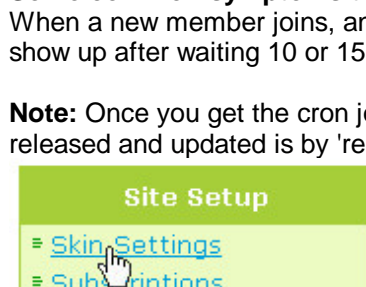 When a new member joins, an
show up after waiting 10 or 15
Note: Once you get the cron j
released and updated is by 're
Site Setup
Skin Settings
Subscriptions